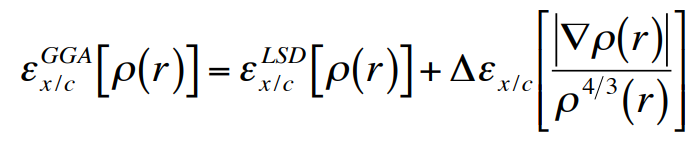 ε_{x/c}^{GGA}[ρ(r)] = ε_{x/c}^{LSD}[ρ(r)] + Δε_{x/c}[|∇ρ(r)| / ρ^{4/3}(r)]